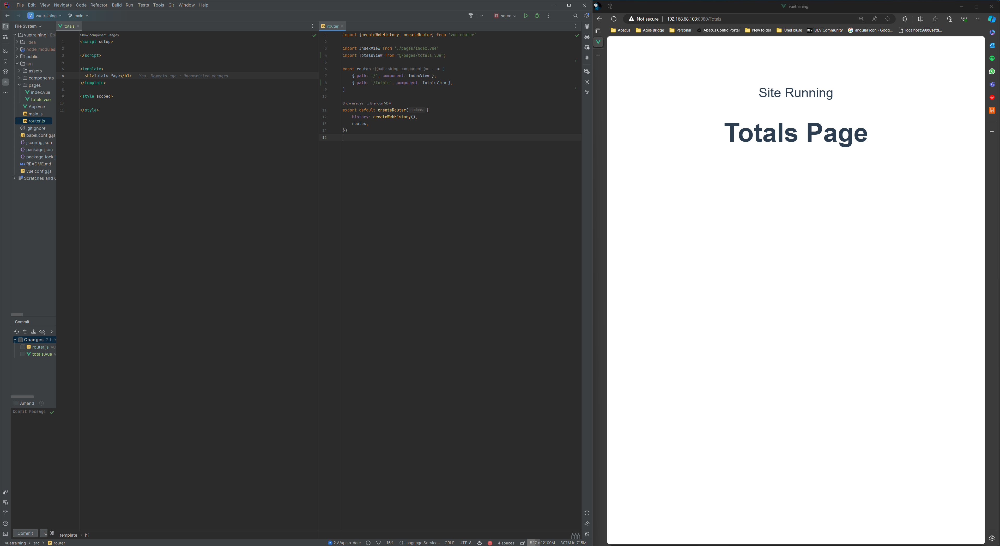 File Edit View Navigate Code Refactor Build Run Tests Tools Git Window Help
V vuetraining main
serve
File System
vuetraining E:\
.idea
node_modules
public
src
assets
components
pages
index.vue
totals.vue
App.vue
main.js
router.js
.gitignore
babel.config.js
jsconfig.json
package.json
package-lock.j
README.md
vue.config.js
Scratches and
Commit
Changes 2 file
router.js vu
totals.vue v
Amend
Commit Message
Commit C
totals
Show component usages
1 <script setup>
2
3 </script>
4
5 <template>
6 <h1>Totals Page</h1> You, Moments ago • Uncommitted changes
7 </template>
8
9 <style scoped>
10
11 </style>
template › h1
router
1 import {createWebHistory, createRouter} from 'vue-router'
2
3 import IndexView from './pages/index.vue'
4 import TotalsView from "@/pages/totals.vue";
5
6 const routes : [{path: string, component: {ne... = [
7 { path: '/', component: IndexView },
8 { path: '/Totals', component: TotalsView },
9 ]
10
Show usages Brendon VDM
11 export default createRouter( options: {
12 history: createWebHistory(),
13 routes,
14 })
15
vuetraining > src > router
2 Δ/up-to-date 15:1 { } Language Services CRLF UTF-8 4 spaces 527 of 2100M 307M in 715M
vuetraining
Not secure 192.168.68.103:8080/Totals
Abacus Agile Bridge Personal Abacus Config Portal New folder OneHouse DEV DEV Community angular icon - Goog... localhost:9999/setti...
Site Running
Totals Page